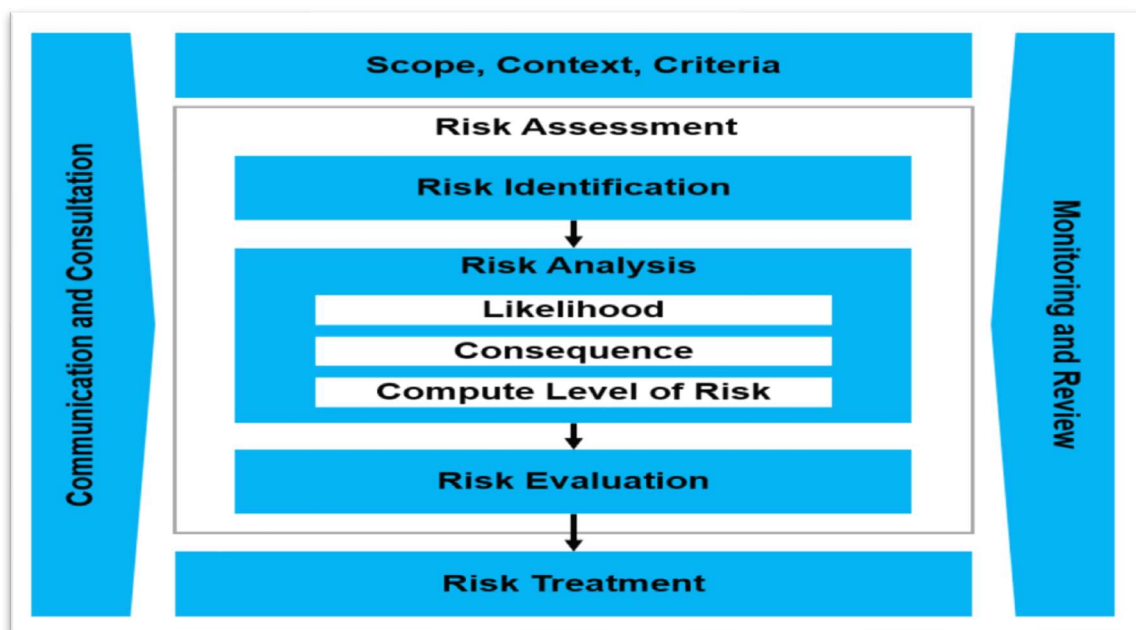 Communication and Consultation
Scope, Context, Criteria
Risk Assessment
Risk Identification
Risk Analysis
Likelihood
Consequence
Compute Level of Risk
Risk Evaluation
Risk Treatment
Monitoring and Review